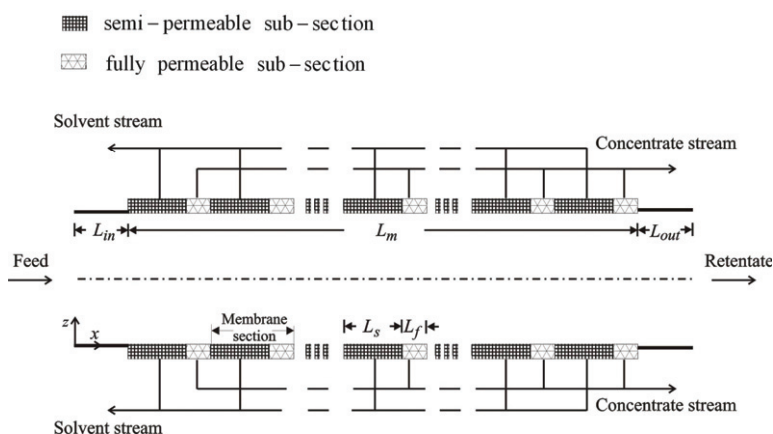 semi-permeable sub-section
fully permeable sub-section
Solvent stream
Concentrate stream
L_in
L_m
L_out
Feed
Retentate
z
x
Membrane
section
L_s
L_f
Concentrate stream
Solvent stream